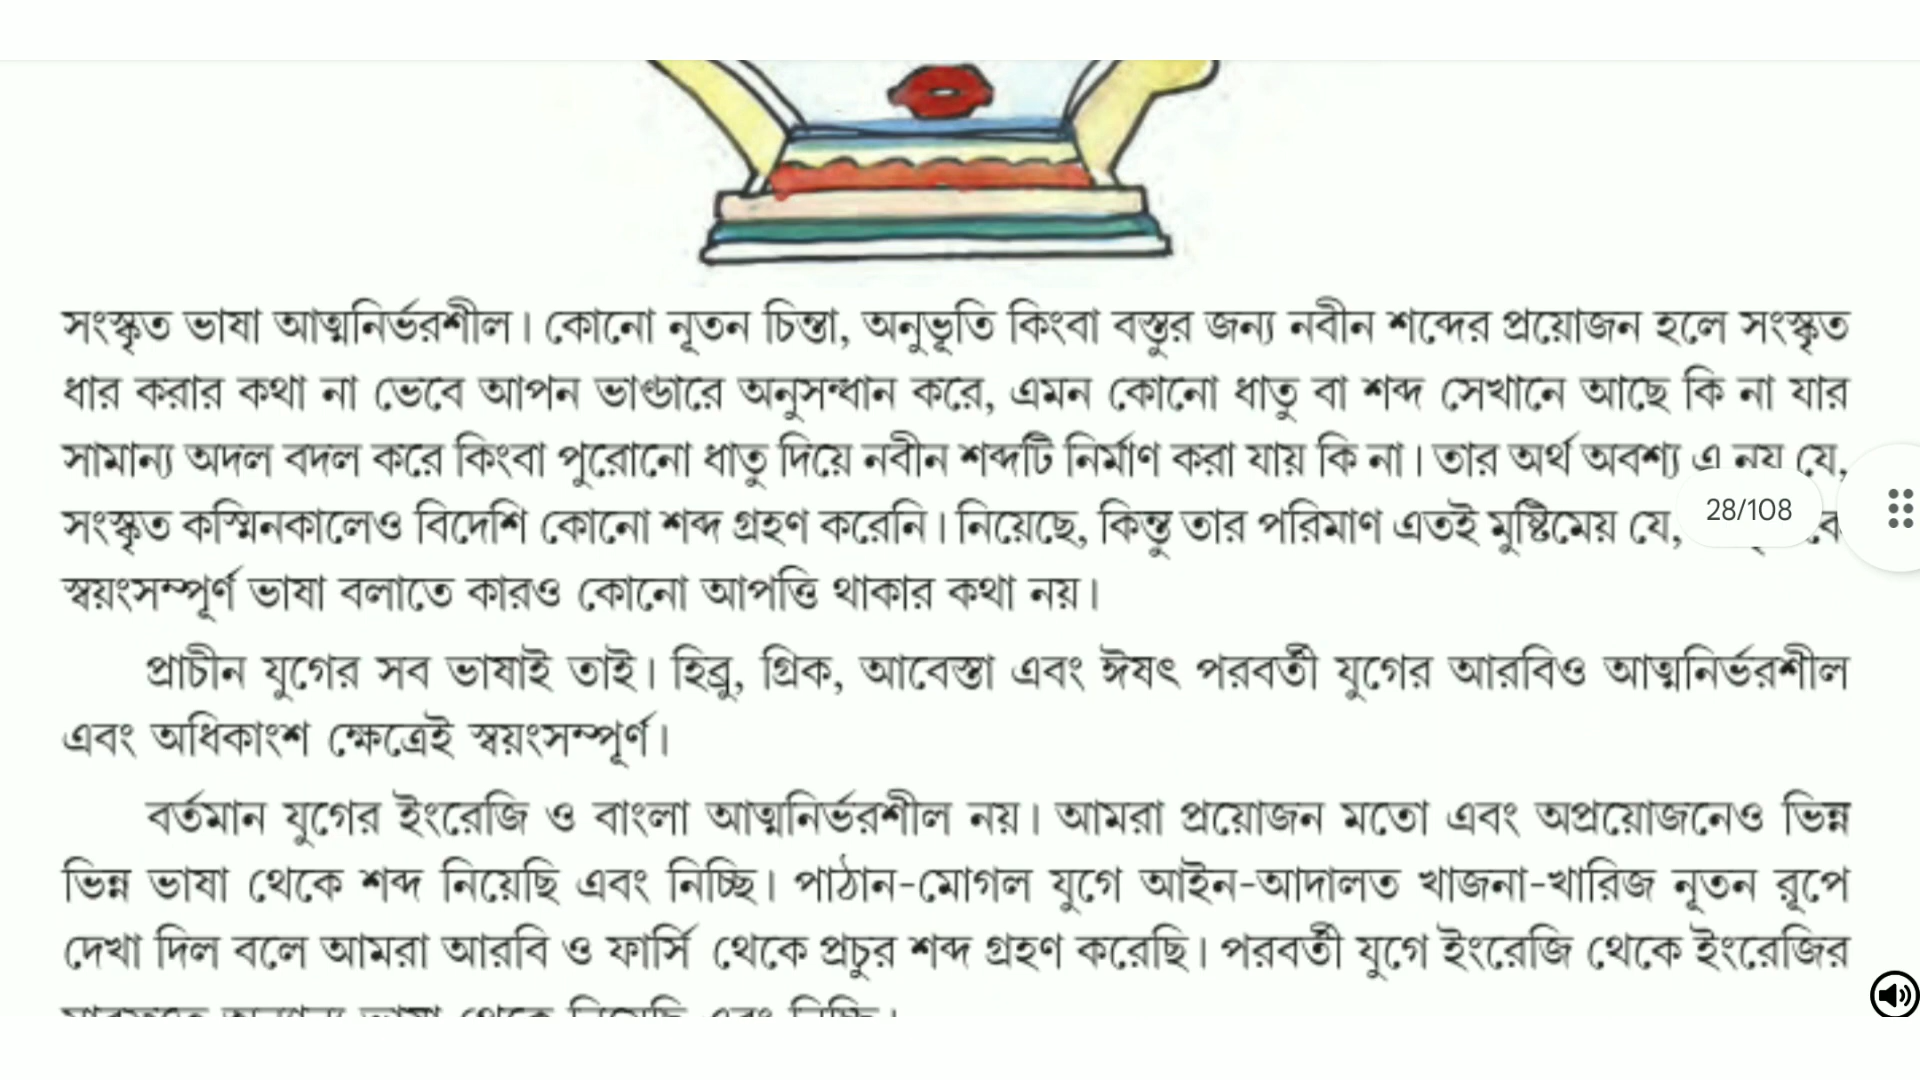 সংস্কৃত ভাষা আত্মনির্ভরশীল। কোনো নূতন চিন্তা, অনুভূতি কিংবা বস্তুর জন্য নবীন শব্দের প্রয়োজন হলে সংস্কৃত
ধার করার কথা না ভেবে আপন ভাণ্ডারে অনুসন্ধান করে, এমন কোনো ধাতু বা শব্দ সেখানে আছে কি না যার
সামান্য অদল বদল করে কিংবা পুরোনো ধাতু দিয়ে নবীন শব্দটি নির্মাণ করা যায় কি না। তার অর্থ অবশ্য এ নয় যে,
সংস্কৃত কস্মিনকালেও বিদেশি কোনো শব্দ গ্রহণ করেনি। নিয়েছে, কিন্তু তার পরিমাণ এতই মুষ্টিমেয় যে,
28/108
স্বয়ংসম্পূর্ণ ভাষা বলাতে কারও কোনো আপত্তি থাকার কথা নয়।
প্রাচীন যুগের সব ভাষাই তাই। হিব্রু, গ্রিক, আবেস্তা এবং ঈষৎ পরবর্তী যুগের আরবিও আত্মনির্ভরশীল
এবং অধিকাংশ ক্ষেত্রেই স্বয়ংসম্পূর্ণ।
বর্তমান যুগের ইংরেজি ও বাংলা আত্মনির্ভরশীল নয়। আমরা প্রয়োজন মতো এবং অপ্রয়োজনেও ভিন্ন
ভিন্ন ভাষা থেকে শব্দ নিয়েছি এবং নিচ্ছি। পাঠান-মোগল যুগে আইন-আদালত খাজনা-খারিজ নূতন রূপে
দেখা দিল বলে আমরা আরবি ও ফার্সি থেকে প্রচুর শব্দ গ্রহণ করেছি। পরবর্তী যুগে ইংরেজি থেকে ইংরেজির